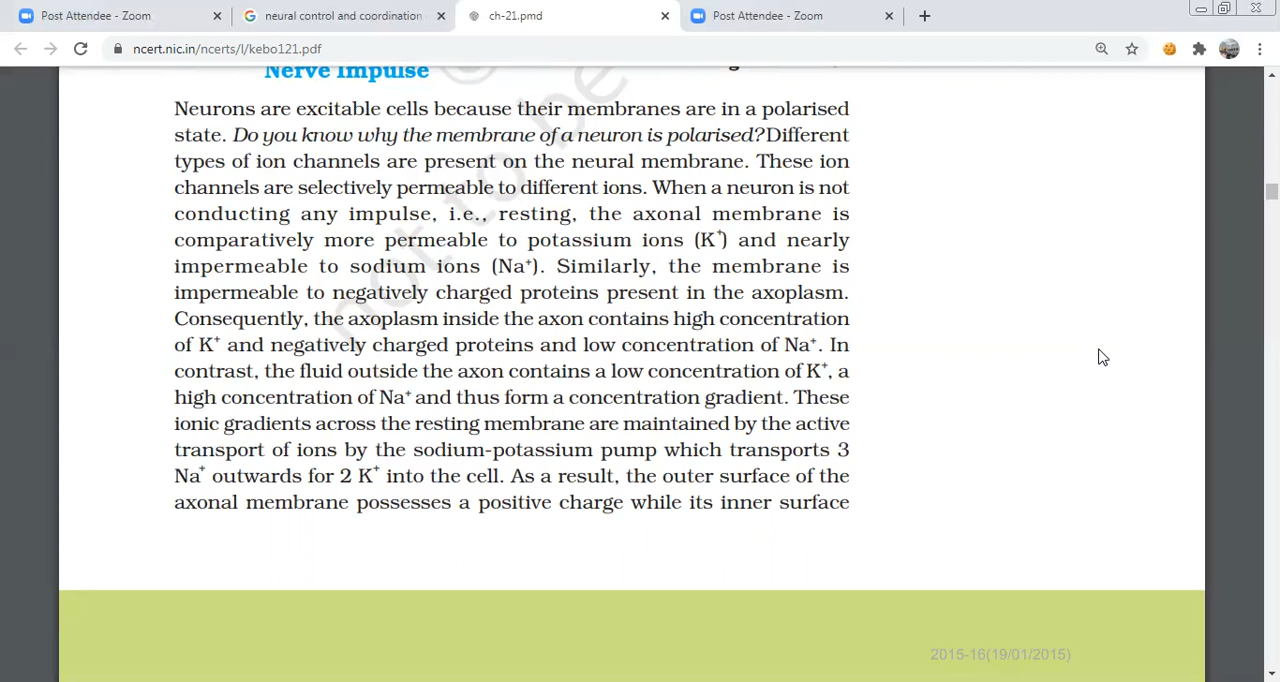 Post Attendee - Zoom
neural control and coordination
ch-21.pmd
Post Attendee - Zoom
ncert.nic.in/ncerts/l/kebo121.pdf
Nerve Impulse
Neurons are excitable cells because their membranes are in a polarised
state. Do you know why the membrane of a neuron is polarised? Different
types of ion channels are present on the neural membrane. These ion
channels are selectively permeable to different ions. When a neuron is not
conducting any impulse, i.e., resting, the axonal membrane is
comparatively more permeable to potassium ions (K⁺) and nearly
impermeable to sodium ions (Na⁺). Similarly, the membrane is
impermeable to negatively charged proteins present in the axoplasm.
Consequently, the axoplasm inside the axon contains high concentration
of K⁺ and negatively charged proteins and low concentration of Na⁺. In
contrast, the fluid outside the axon contains a low concentration of K⁺, a
high concentration of Na⁺ and thus form a concentration gradient. These
ionic gradients across the resting membrane are maintained by the active
transport of ions by the sodium-potassium pump which transports 3
Na⁺ outwards for 2 K⁺ into the cell. As a result, the outer surface of the
axonal membrane possesses a positive charge while its inner surface
not to be
2015-16(19/01/2015)